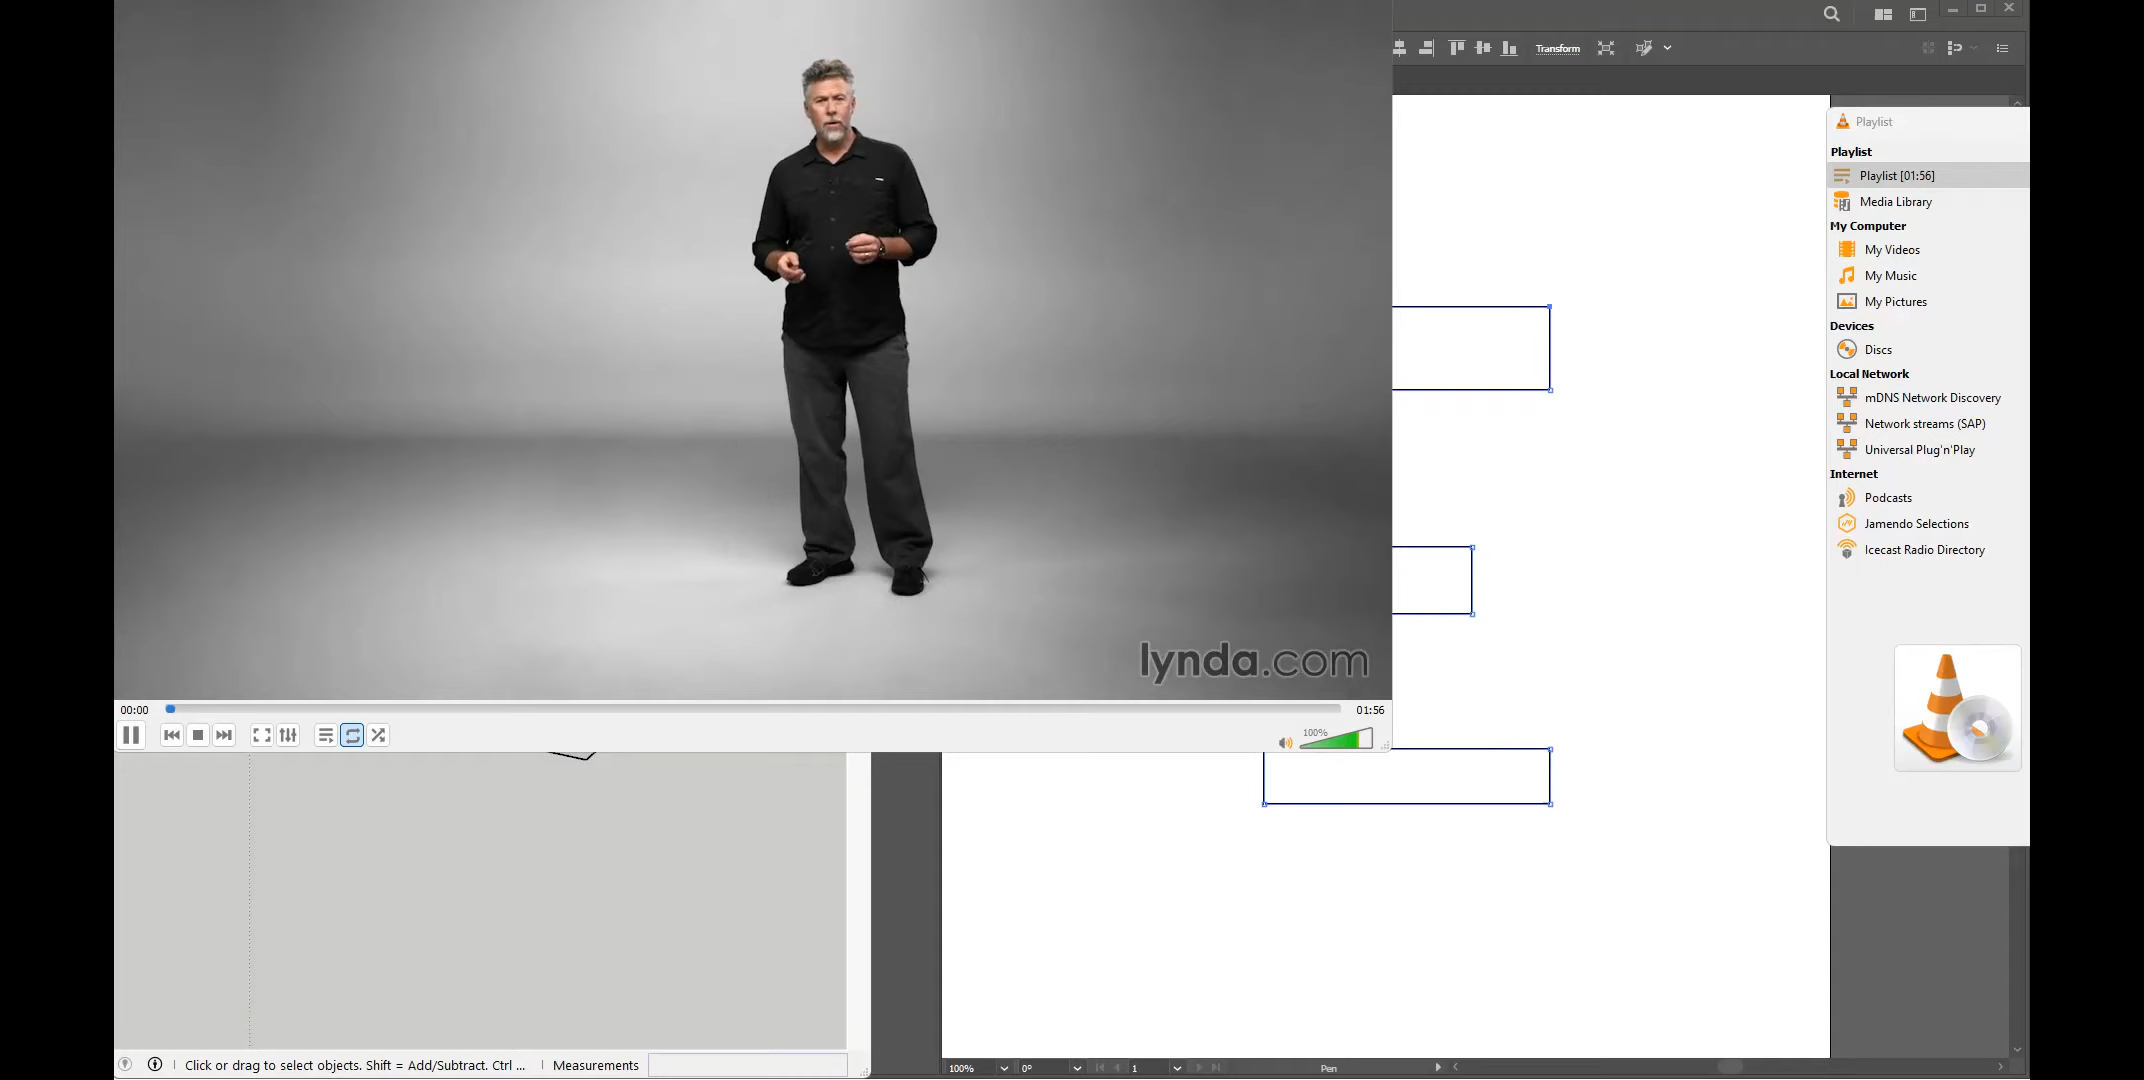 Transform
Playlist
Playlist
Playlist [01:56]
Media Library
My Computer
My Videos
My Music
My Pictures
Devices
Discs
Local Network
mDNS Network Discovery
Network streams (SAP)
Universal Plug'n'Play
Internet
Podcasts
Jamendo Selections
Icecast Radio Directory
lynda.com
00:00
01:56
100%
Click or drag to select objects. Shift = Add/Subtract. Ctrl ...
Measurements
100%
0°
1
Pen